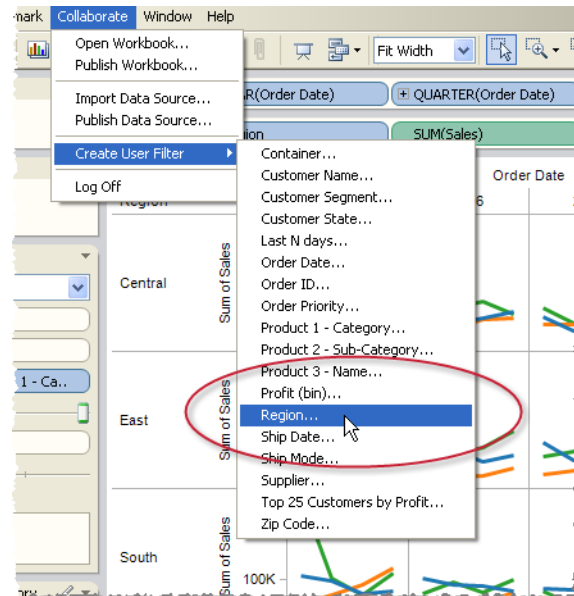 mark Collaborate Window Help
Open Workbook...
Publish Workbook...
Fit Width
Import Data Source...
Publish Data Source...
R(Order Date)
QUARTER(Order Date)
ion
SUM(Sales)
Create User Filter
Log Off
Container...
Customer Name...
Customer Segment...
Customer State...
Last N days...
Order Date...
Order ID...
Order Priority...
Product 1 - Category...
Product 2 - Sub-Category...
Product 3 - Name...
Profit (bin)...
Region...
Ship Date...
Ship Mode...
Supplier...
Top 25 Customers by Profit...
Zip Code...
Order Date
Region
6
Central
Sum of Sales
1 - Ca..
East
Sum of Sales
South
Sum of Sales
100K